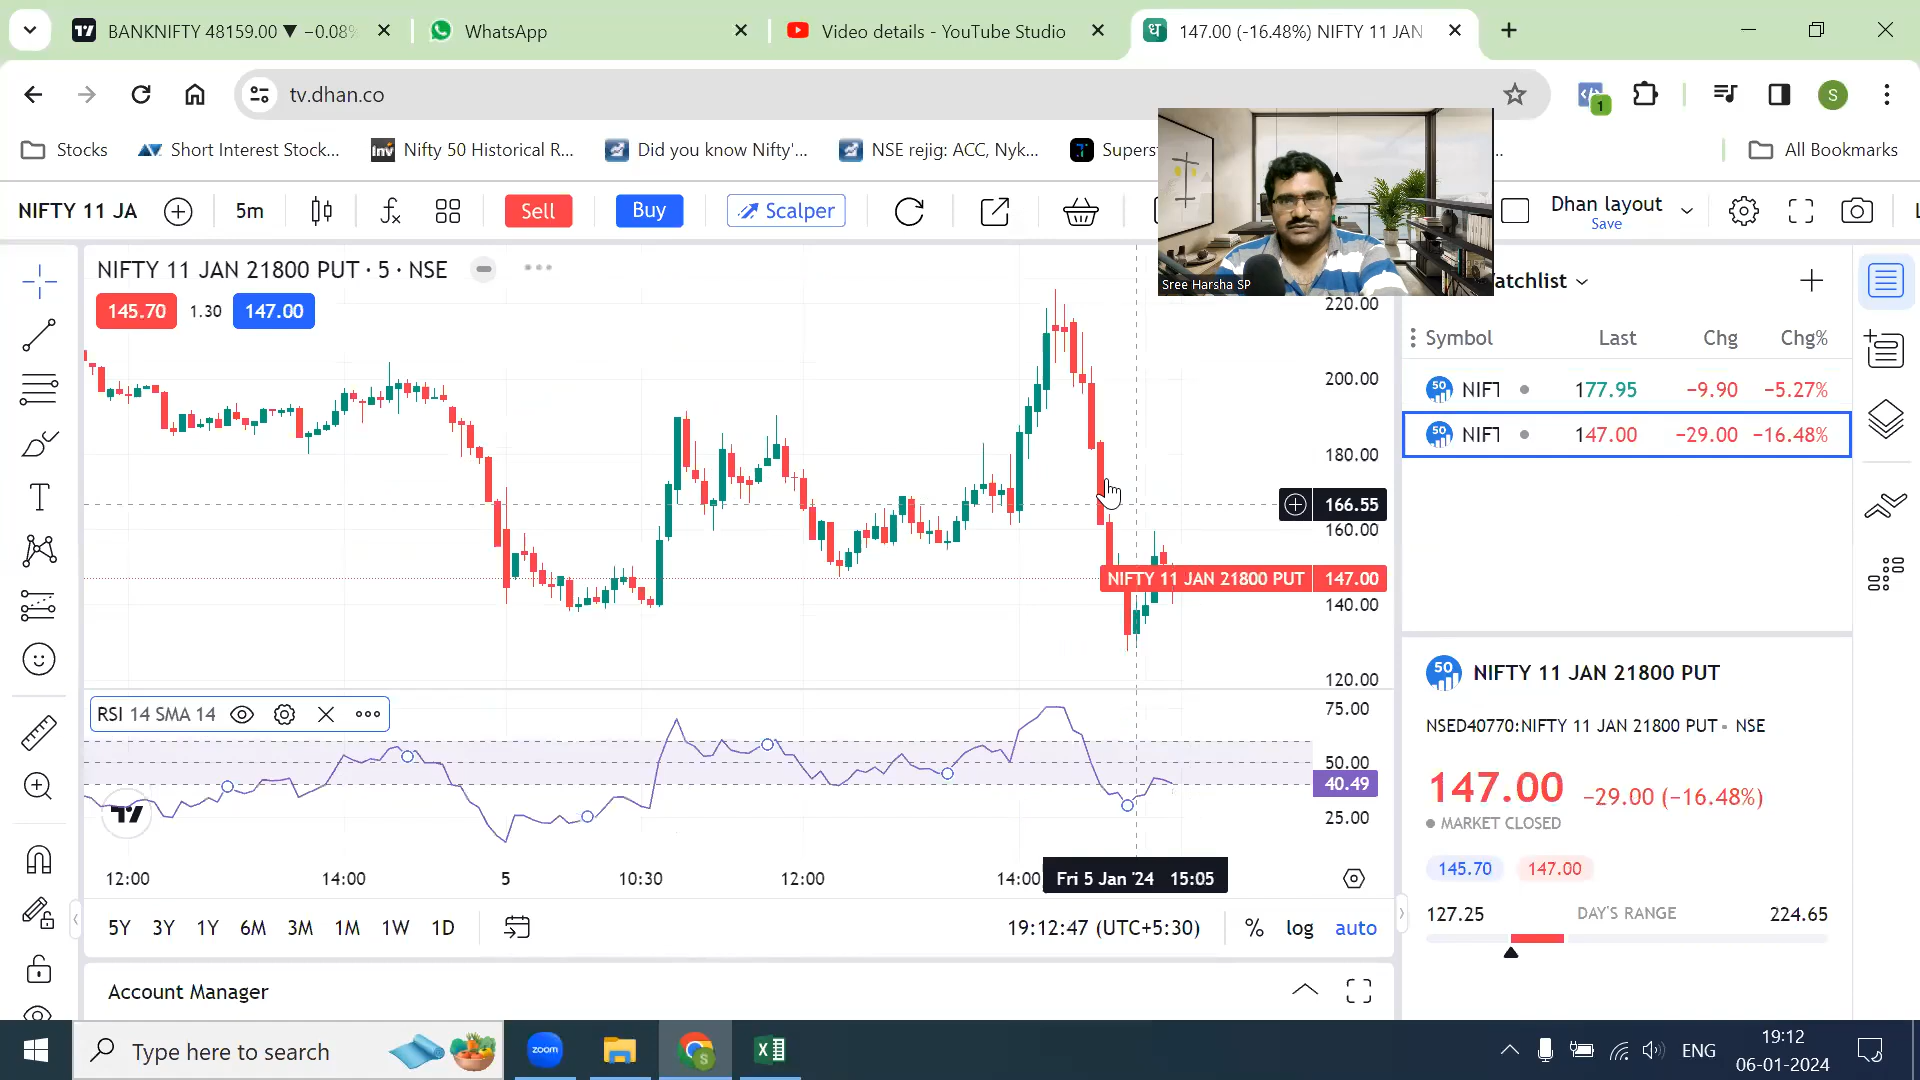 BANKNIFTY 48159.00 ▼ −0.08%
WhatsApp
Video details - YouTube Studio
147.00 (-16.48%) NIFTY 11 JAN
tv.dhan.co
1
S
Stocks
Short Interest Stock...
Inv
Nifty 50 Historical R...
Did you know Nifty'...
NSE rejig: ACC, Nyk...
All Bookmarks
NIFTY 11 JA
5m
Sell
Buy
Scalper
Dhan layout
Save
Sree Harsha SP
NIFTY 11 JAN 21800 PUT · 5 · NSE
145.70
1.30
147.00
220.00
200.00
180.00
166.55
160.00
NIFTY 11 JAN 21800 PUT
147.00
140.00
120.00
RSI 14 SMA 14
75.00
50.00
40.49
25.00
12:00
14:00
5
10:30
12:00
14:00
Fri 5 Jan '24 15:05
5Y 3Y 1Y 6M 3M 1M 1W 1D
19:12:47 (UTC+5:30)
% log auto
Account Manager
atchlist
Symbol Last Chg Chg%
50 NIFT 177.95 −9.90 −5.27%
50 NIFT 147.00 −29.00 −16.48%
50 NIFTY 11 JAN 21800 PUT
NSED40770:NIFTY 11 JAN 21800 PUT • NSE
147.00 −29.00 (−16.48%)
MARKET CLOSED
145.70 147.00
127.25 DAY'S RANGE 224.65
Type here to search
zoom
S
ENG
19:12
06-01-2024